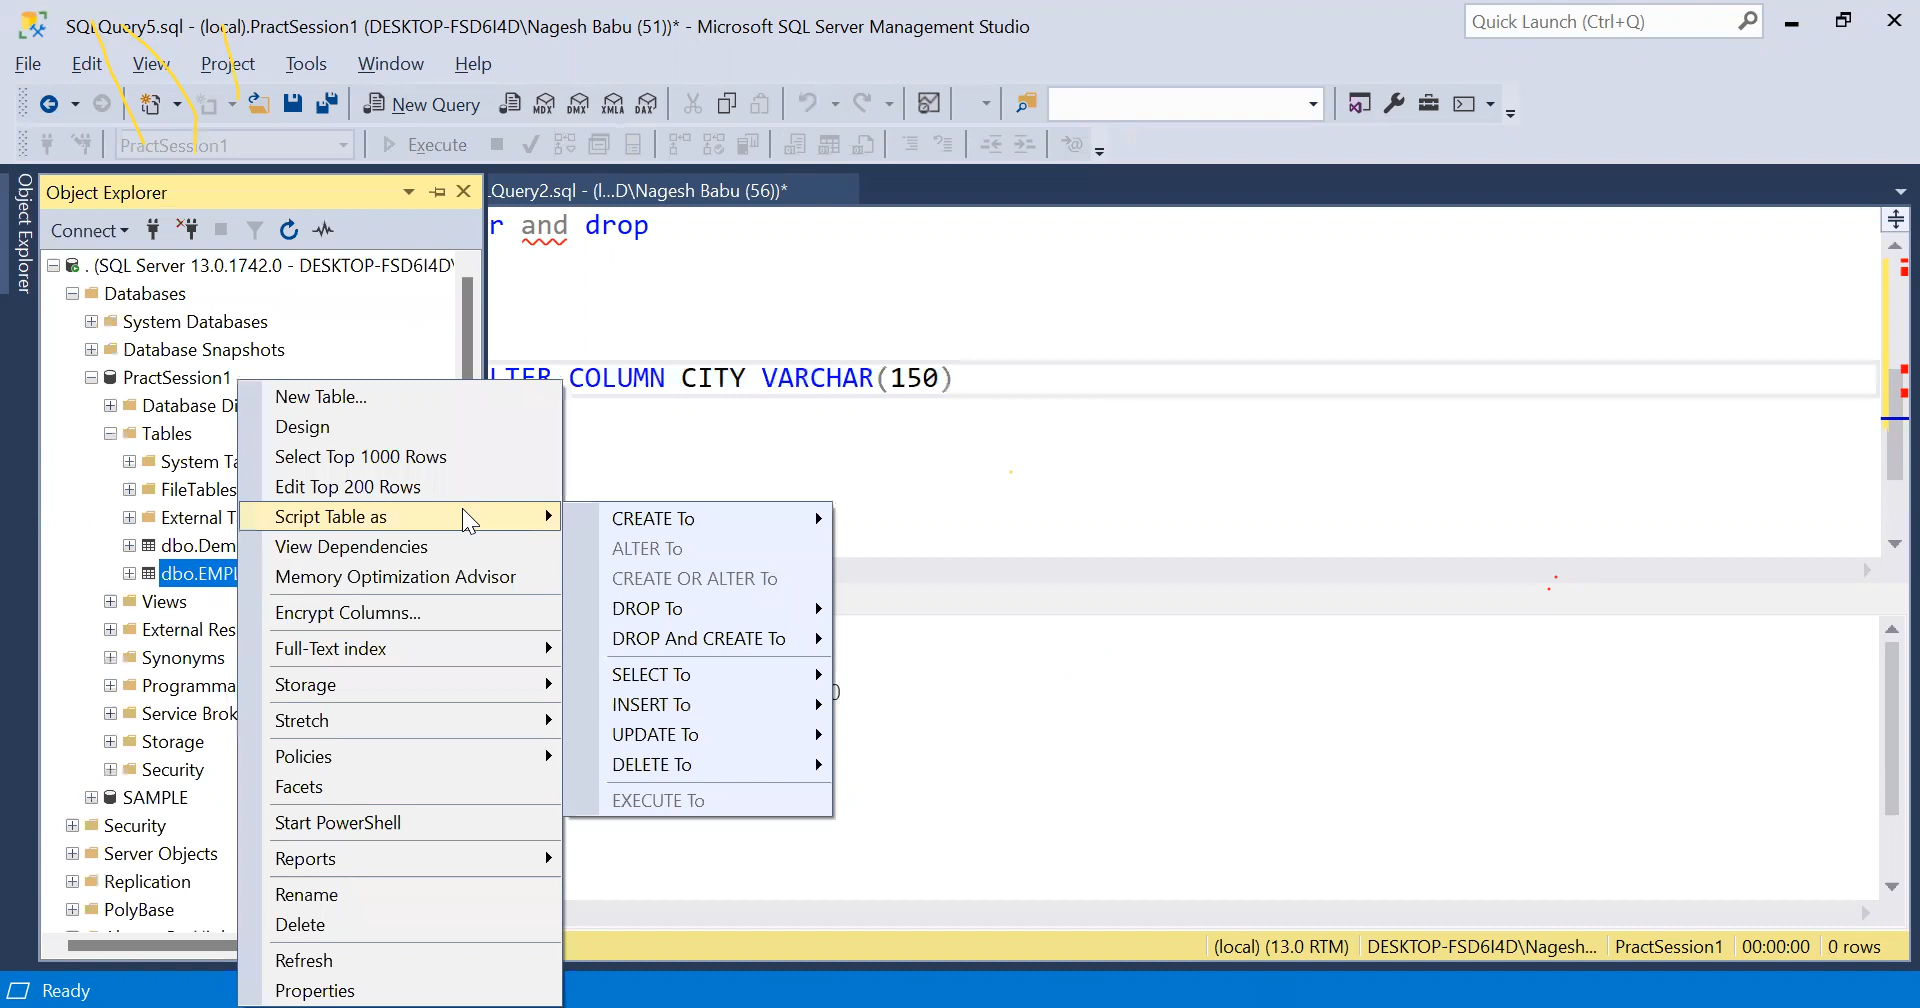 SQLQuery5.sql - (local).PractSession1 (DESKTOP-FSD6I4D\Nagesh Babu (51))* - Microsoft SQL Server Management Studio
Quick Launch (Ctrl+Q)
File Edit View Project Tools Window Help
New Query MDX DMX XMLA DAX
PractSession1 Execute
Object Explorer
Object Explorer
Query2.sql - (l...D\Nagesh Babu (56))*
Connect
r and drop
. (SQL Server 13.0.1742.0 - DESKTOP-FSD6I4D\
Databases
System Databases
Database Snapshots
PractSession1
LTER COLUMN CITY VARCHAR(150)
Database Di
Tables
System Ta
FileTables
External T
dbo.Dem
dbo.EMPL
Views
External Res
Synonyms
Programma
Service Brok
Storage
Security
SAMPLE
Security
Server Objects
Replication
PolyBase
New Table...
Design
Select Top 1000 Rows
Edit Top 200 Rows
Script Table as
View Dependencies
Memory Optimization Advisor
Encrypt Columns...
Full-Text index
Storage
Stretch
Policies
Facets
Start PowerShell
Reports
Rename
Delete
Refresh
Properties
CREATE To
ALTER To
CREATE OR ALTER To
DROP To
DROP And CREATE To
SELECT To
INSERT To
UPDATE To
DELETE To
EXECUTE To
(local) (13.0 RTM) DESKTOP-FSD6I4D\Nagesh... PractSession1 00:00:00 0 rows
Ready